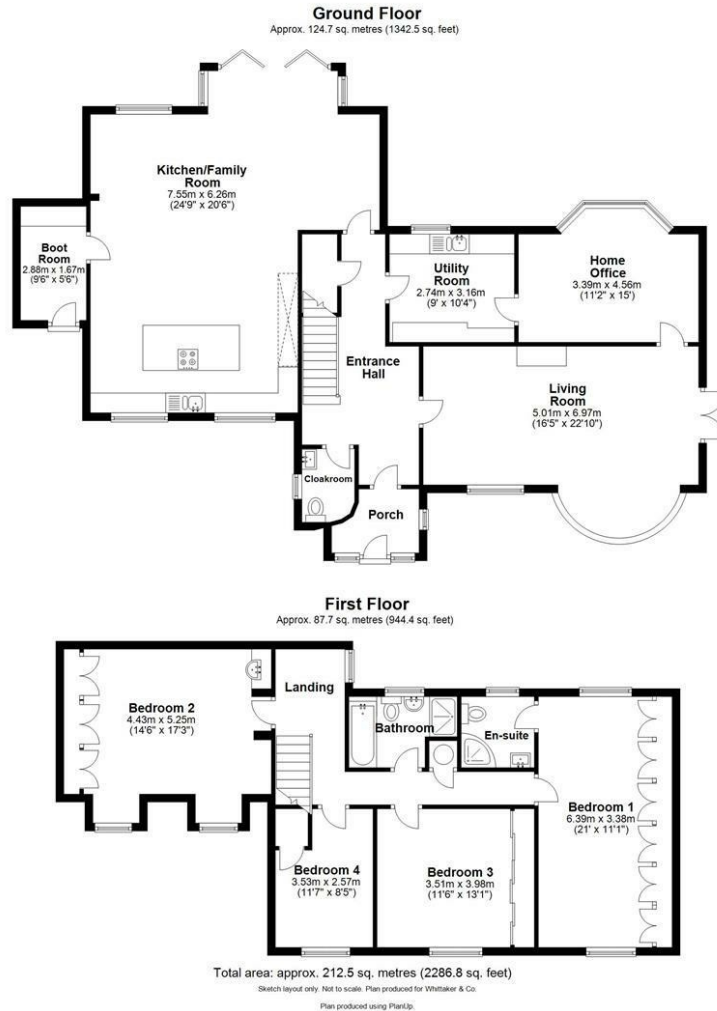 Ground Floor
Approx. 124.7 sq. metres (1342.5 sq. feet)
Kitchen/Family
Room
7.55m x 6.26m
(24'9" x 20'6")
Boot
Room
2.88m x 1.67m
(9'6" x 5'6")
Utility
Room
2.74m x 3.16m
(9' x 10'4")
Home
Office
3.39m x 4.56m
(11'2" x 15')
Entrance
Hall
Living
Room
5.01m x 6.97m
(16'5" x 22'10")
Cloakroom
Porch
First Floor
Approx. 87.7 sq. metres (944.4 sq. feet)
Landing
Bedroom 2
4.43m x 5.25m
(14'6" x 17'3")
Bathroom
En-suite
Bedroom 1
6.39m x 3.38m
(21' x 11'1")
Bedroom 4
3.53m x 2.57m
(11'7" x 8'5")
Bedroom 3
3.51m x 3.98m
(11'6" x 13'1")
Total area: approx. 212.5 sq. metres (2286.8 sq. feet)
Sketch layout only. Not to scale. Plan produced for Whittaker & Co.
Plan produced using PlanUp.